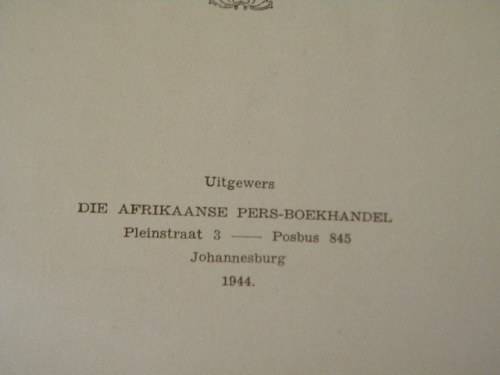 Uitgewers
DIE AFRIKAANSE PERS-BOEKHANDEL
Pleinstraat 3 —— Posbus 845
Johannesburg
1944.